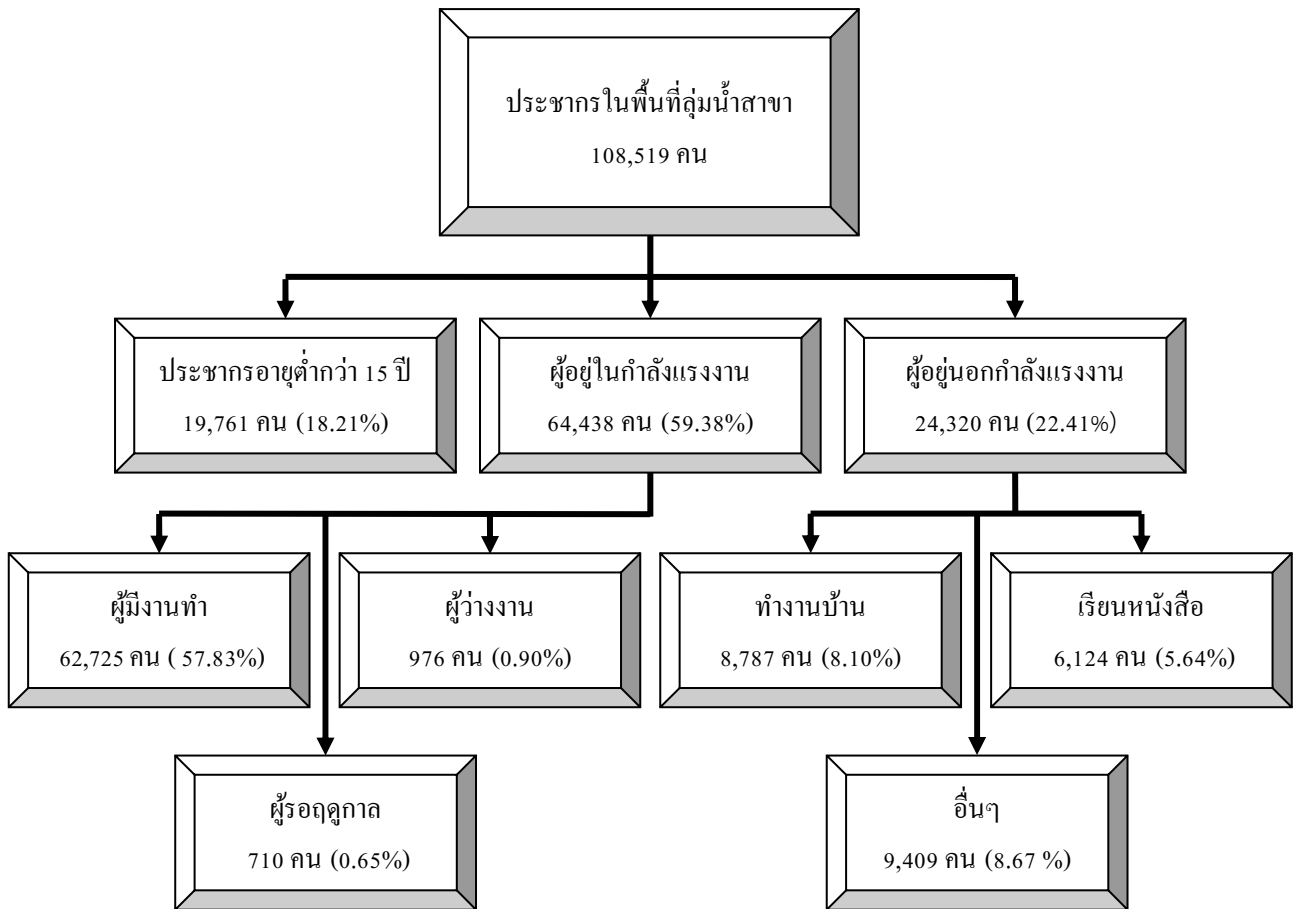 ประชากรในพื้นที่ลุ่มน้ำสาขา
108,519 คน
ประชากรอายุต่ำกว่า 15 ปี
19,761 คน (18.21%)
ผู้อยู่ในกำลังแรงงาน
64,438 คน (59.38%)
ผู้อยู่นอกกำลังแรงงาน
24,320 คน (22.41%)
ผู้มีงานทำ
62,725 คน ( 57.83%)
ผู้ว่างงาน
976 คน (0.90%)
ทำงานบ้าน
8,787 คน (8.10%)
เรียนหนังสือ
6,124 คน (5.64%)
ผู้รอฤดูกาล
710 คน (0.65%)
อื่นๆ
9,409 คน (8.67 %)